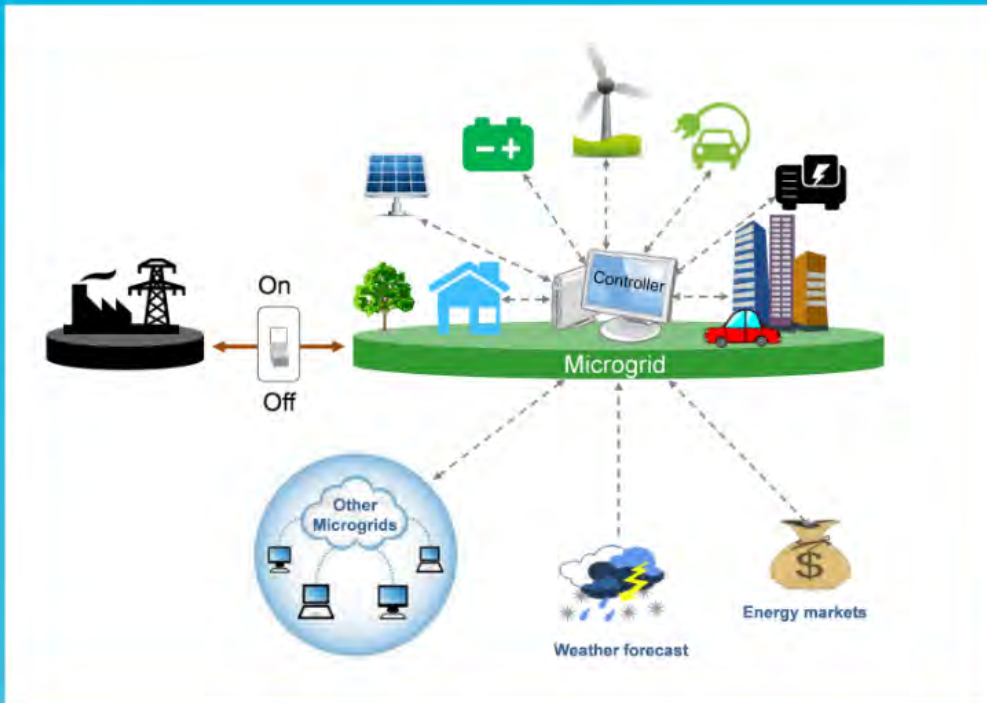 On
Off
Controller
Microgrid
Other
Microgrids
Weather forecast
$
Energy markets